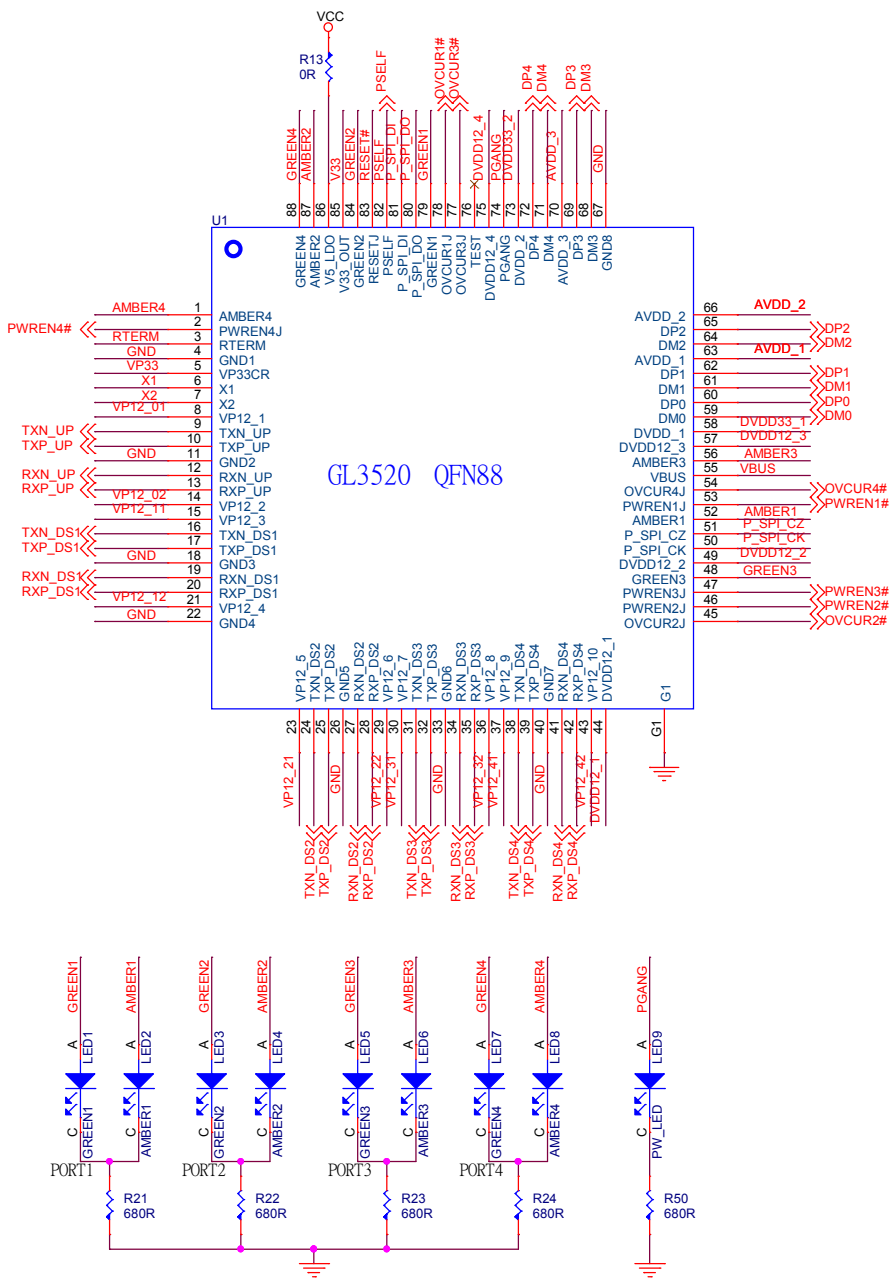 VCC
R13
0R
GREEN4
AMBER2
V33
GREEN2
RESET#
PSELF
PSELF
P_SPI_DI
P_SPI_DO
GREEN1
OVCUR1#
OVCUR3#
DVDD12_4
PGANG
DVDD33_2
DP4
DM4
AVDD_3
DP3
DM3
GND
88
87
86
85
84
83
82
81
80
79
78
77
76
75
74
73
72
71
70
69
68
67
U1
GREEN4
AMBER2
V5_LDO
V33_OUT
GREEN2
RESETJ
PSELF
P_SPI_DI
P_SPI_DO
GREEN1
OVCUR1J
OVCUR3J
TEST
DVDD12_4
PGANG
DVDD_2
DP4
DM4
AVDD_3
DP3
DM3
GND8
AMBER4 1 AMBER4
PWREN4# 2 PWREN4J
RTERM 3 RTERM
GND 4 GND1
VP33 5 VP33CR
X1 6 X1
X2 7 X2
VP12_01 8 VP12_1
TXN_UP 9 TXN_UP
TXP_UP 10 TXP_UP
GND 11 GND2
RXN_UP 12 RXN_UP
RXP_UP 13 RXP_UP
VP12_02 14 VP12_2
VP12_11 15 VP12_3
TXN_DS1 16 TXN_DS1
TXP_DS1 17 TXP_DS1
GND 18 GND3
RXN_DS1 19 RXN_DS1
RXP_DS1 20 RXP_DS1
VP12_12 21 VP12_4
GND 22 GND4
GL3520 QFN88
AVDD_2 66 AVDD_2
DP2 65 DP2
DM2 64 DM2
AVDD_1 63 AVDD_1
DP1 62 DP1
DM1 61 DM1
DP0 60 DP0
DM0 59 DM0
DVDD_1 58 DVDD33_1
DVDD12_3 57 DVDD12_3
AMBER3 56 AMBER3
VBUS 55 VBUS
OVCUR4J 54 OVCUR4#
PWREN1J 53 PWREN1#
AMBER1 52 AMBER1
P_SPI_CZ 51 P_SPI_CZ
P_SPI_CK 50 P_SPI_CK
DVDD12_2 49 DVDD12_2
GREEN3 48 GREEN3
PWREN3J 47 PWREN3#
PWREN2J 46 PWREN2#
OVCUR2J 45 OVCUR2#
VP12_5
TXN_DS2
TXP_DS2
GND5
RXN_DS2
RXP_DS2
VP12_6
VP12_7
TXN_DS3
TXP_DS3
GND6
RXN_DS3
RXP_DS3
VP12_8
VP12_9
TXN_DS4
TXP_DS4
GND7
RXN_DS4
RXP_DS4
VP12_10
DVDD12_1
G1
23
24
25
26
27
28
29
30
31
32
33
34
35
36
37
38
39
40
41
42
43
44
G1
VP12_21
TXN_DS2
TXP_DS2
GND
RXN_DS2
RXP_DS2
VP12_22
VP12_31
TXN_DS3
TXP_DS3
GND
RXN_DS3
RXP_DS3
VP12_32
VP12_41
TXN_DS4
TXP_DS4
GND
RXN_DS4
RXP_DS4
VP12_42
DVDD12_1
GREEN1
AMBER1
GREEN2
AMBER2
GREEN3
AMBER3
GREEN4
AMBER4
PGANG
A LED1
A LED2
A LED3
A LED4
A LED5
A LED6
A LED7
A LED8
A LED9
C GREEN1
C AMBER1
C GREEN2
C AMBER2
C GREEN3
C AMBER3
C GREEN4
C AMBER4
C PW_LED
PORT1
PORT2
PORT3
PORT4
R21
680R
R22
680R
R23
680R
R24
680R
R50
680R